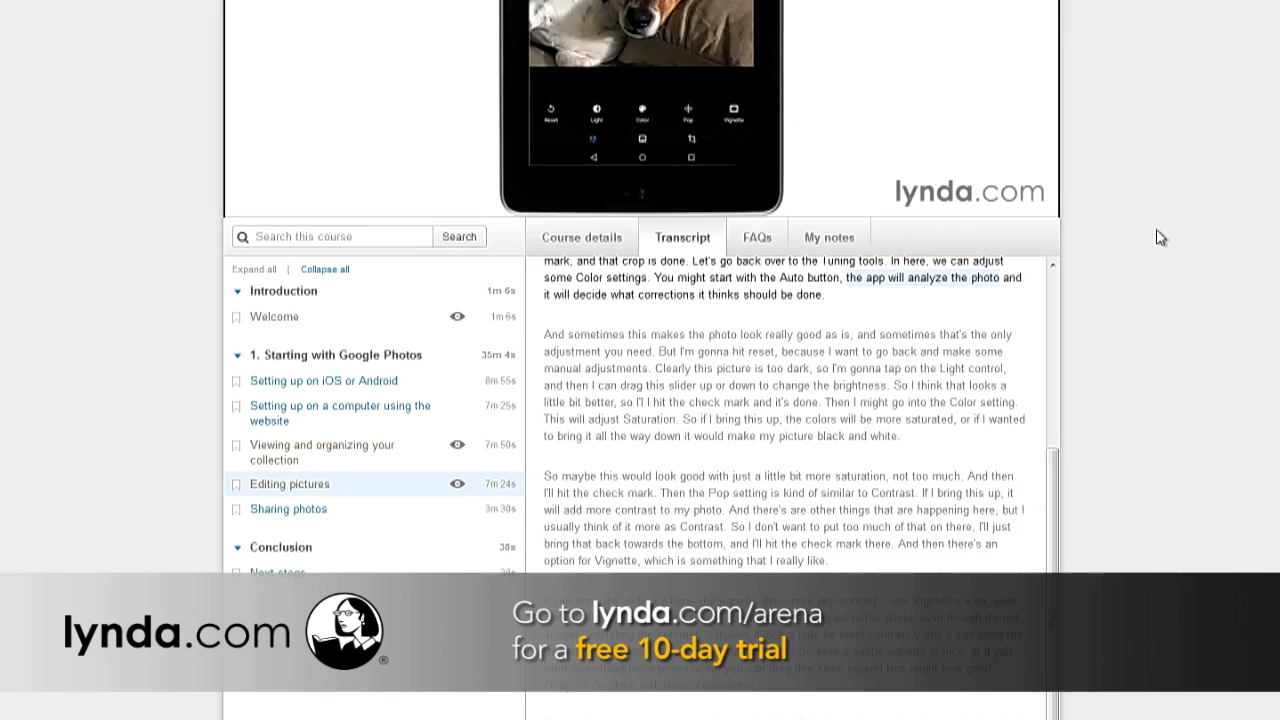 Reset Light Color Pop Vignette
lynda.com
Search this course Search
Course details Transcript FAQs My notes
Expand all | Collapse all
Introduction 1m 6s
Welcome 1m 6s
1. Starting with Google Photos 35m 4s
Setting up on iOS or Android 8m 55s
Setting up on a computer using the 7m 25s
website
Viewing and organizing your 7m 50s
collection
Editing pictures 7m 24s
Sharing photos 3m 30s
Conclusion 38s
Next steps 38s
mark, and that crop is done. Let's go back over to the Tuning tools. In here, we can adjust
some Color settings. You might start with the Auto button, the app will analyze the photo and
it will decide what corrections it thinks should be done.
And sometimes this makes the photo look really good as is, and sometimes that's the only
adjustment you need. But I'm gonna hit reset, because I want to go back and make some
manual adjustments. Clearly this picture is too dark, so I'm gonna tap on the Light control,
and then I can drag this slider up or down to change the brightness. So I think that looks a
little bit better, so I'l I hit the check mark and it's done. Then I might go into the Color setting.
This will adjust Saturation. So if I bring this up, the colors will be more saturated, or if I wanted
to bring it all the way down it would make my picture black and white.
So maybe this would look good with just a little bit more saturation, not too much. And then
I'll hit the check mark. Then the Pop setting is kind of similar to Contrast. If I bring this up, it
will add more contrast to my photo. And there's are other things that are happening here, but I
usually think of it more as Contrast. So I don't want to put too much of that on there, I'll just
bring that back towards the bottom, and I'll hit the check mark there. And then there's an
option for Vignette, which is something that I really like.
lynda.com ®
Go to lynda.com/arena
for a free 10-day trial